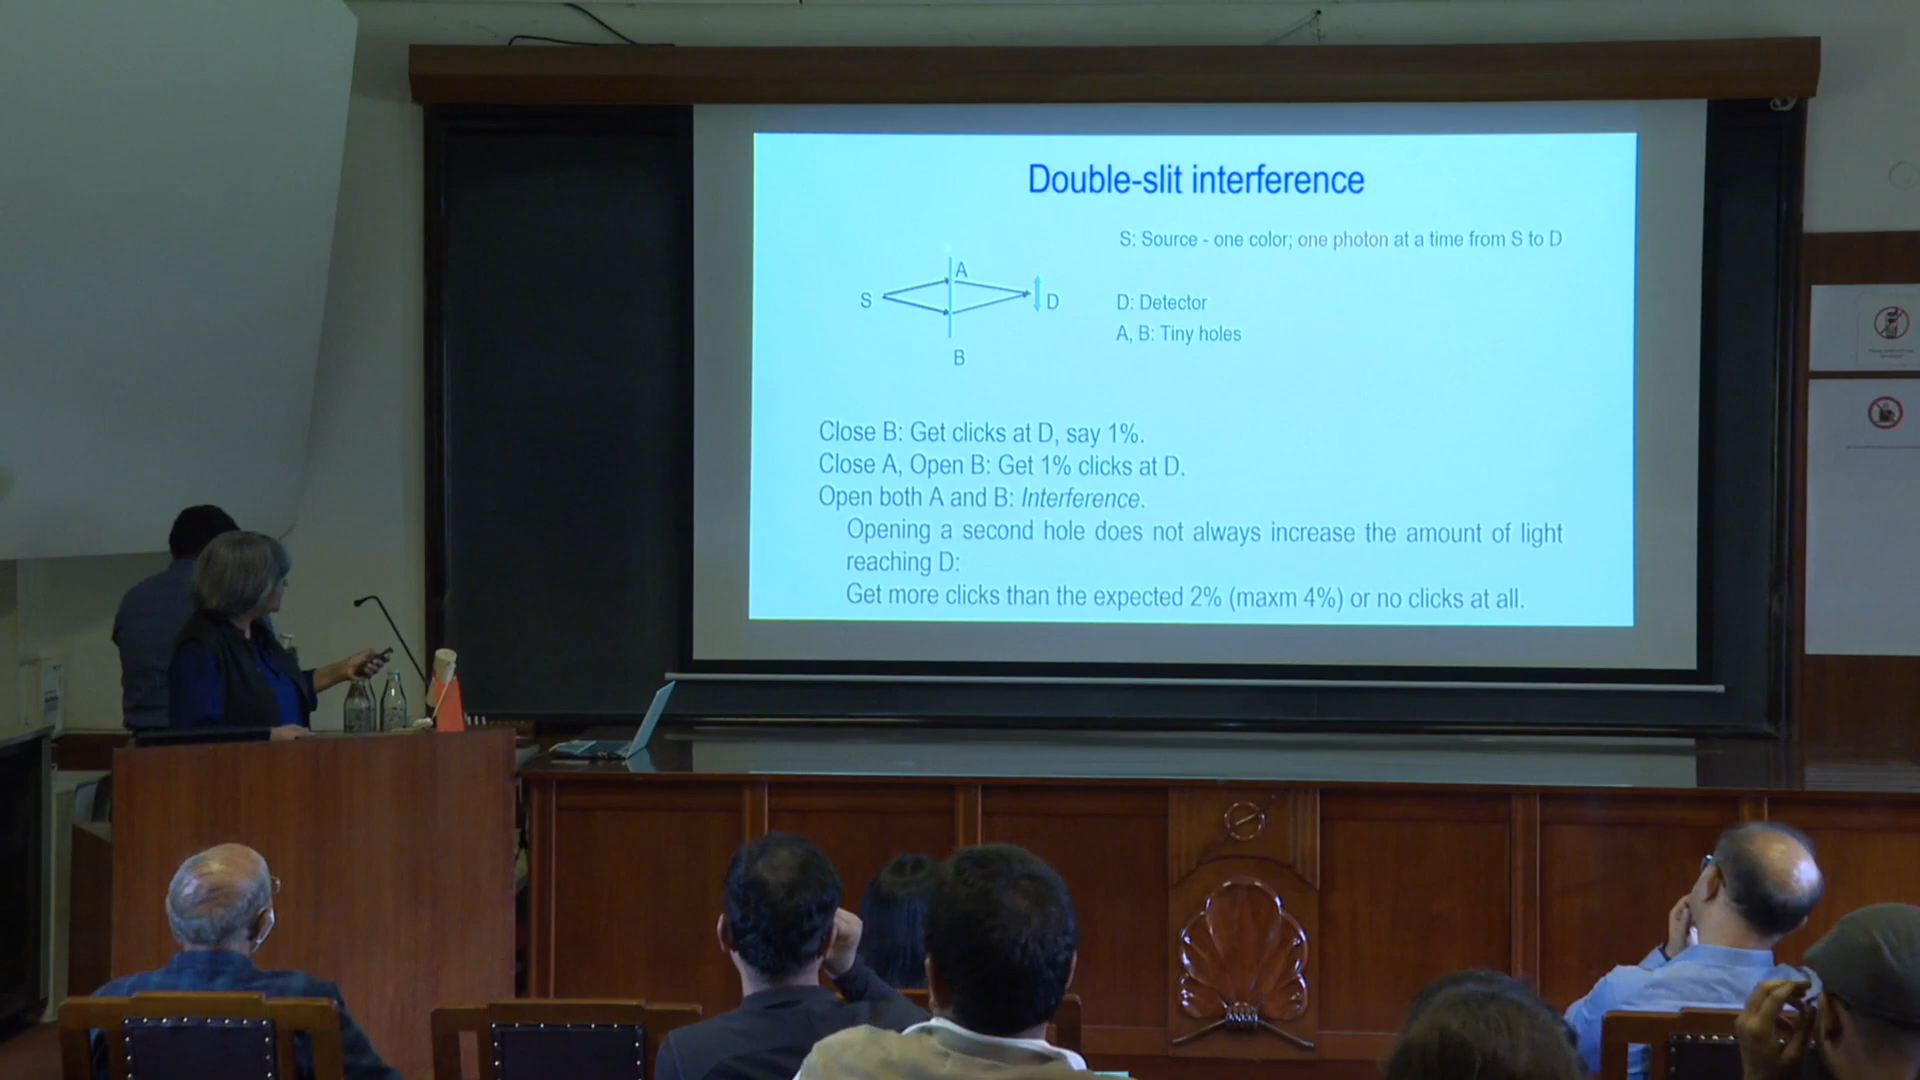 Double-slit interference
S: Source - one color; one photon at a time from S to D
A
S
D
D: Detector
A, B: Tiny holes
B
Close B: Get clicks at D, say 1%.
Close A, Open B: Get 1% clicks at D.
Open both A and B: Interference.
Opening a second hole does not always increase the amount of light
reaching D:
Get more clicks than the expected 2% (maxm 4%) or no clicks at all.